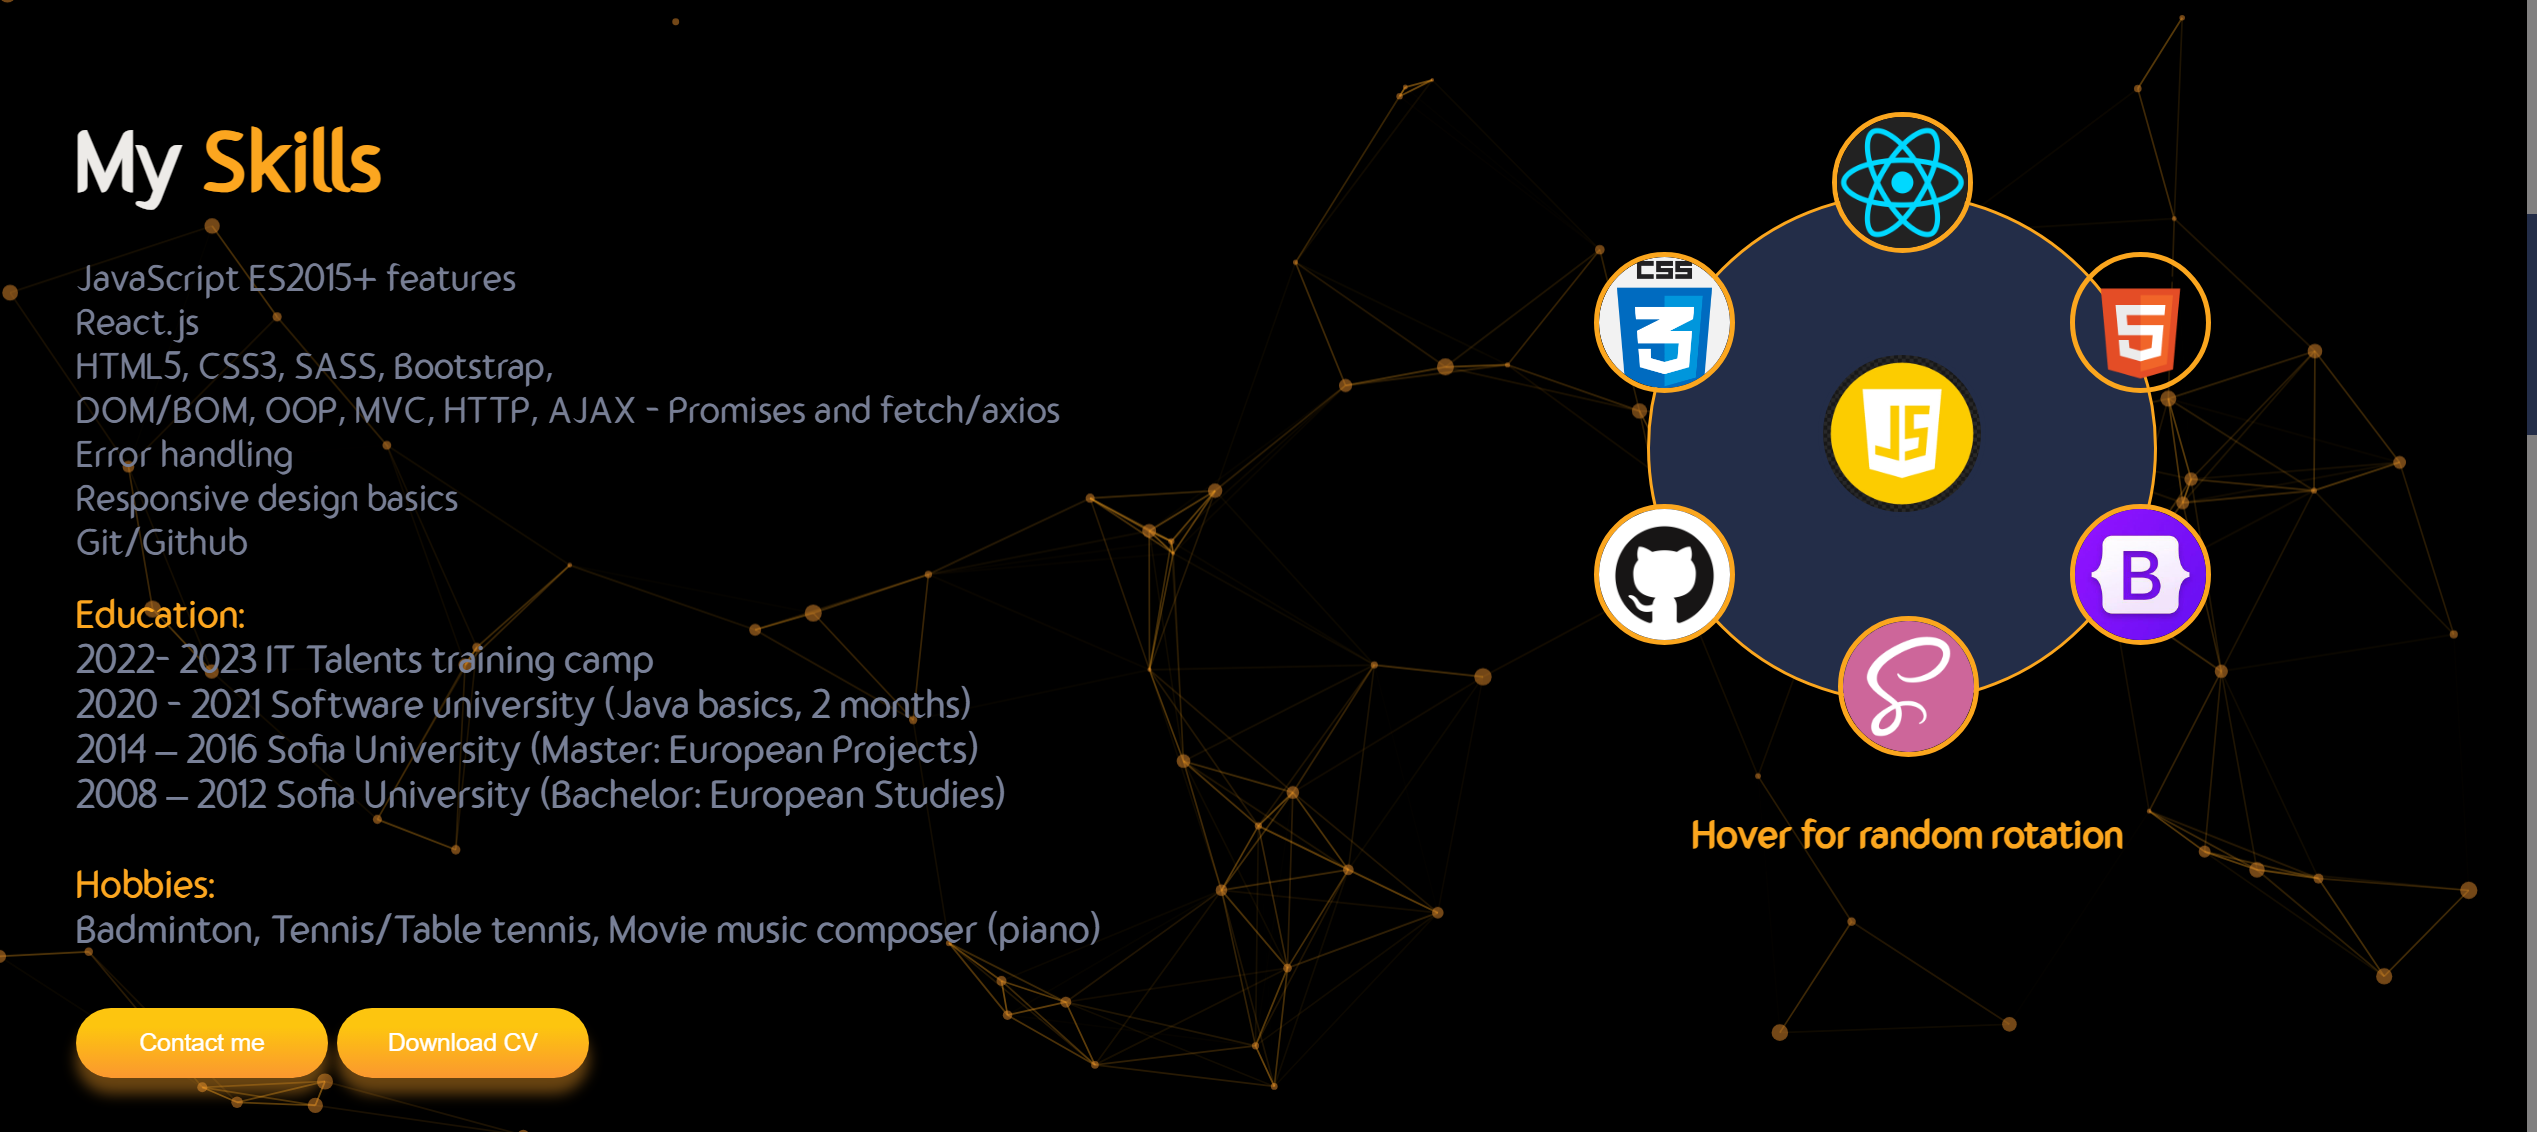 My Skills
JavaScript ES2015+ features
React.js
HTML5, CSS3, SASS, Bootstrap,
DOM/BOM, OOP, MVC, HTTP, AJAX - Promises and fetch/axios
Error handling
Responsive design basics
Git/Github
Education:
2022- 2023 IT Talents training camp
2020 - 2021 Software university (Java basics, 2 months)
2014 – 2016 Sofia University (Master: European Projects)
2008 – 2012 Sofia University (Bachelor: European Studies)
Hobbies:
Badminton, Tennis/Table tennis, Movie music composer (piano)
Contact me
Download CV
CSS
3
5
JS
B
S
Hover for random rotation